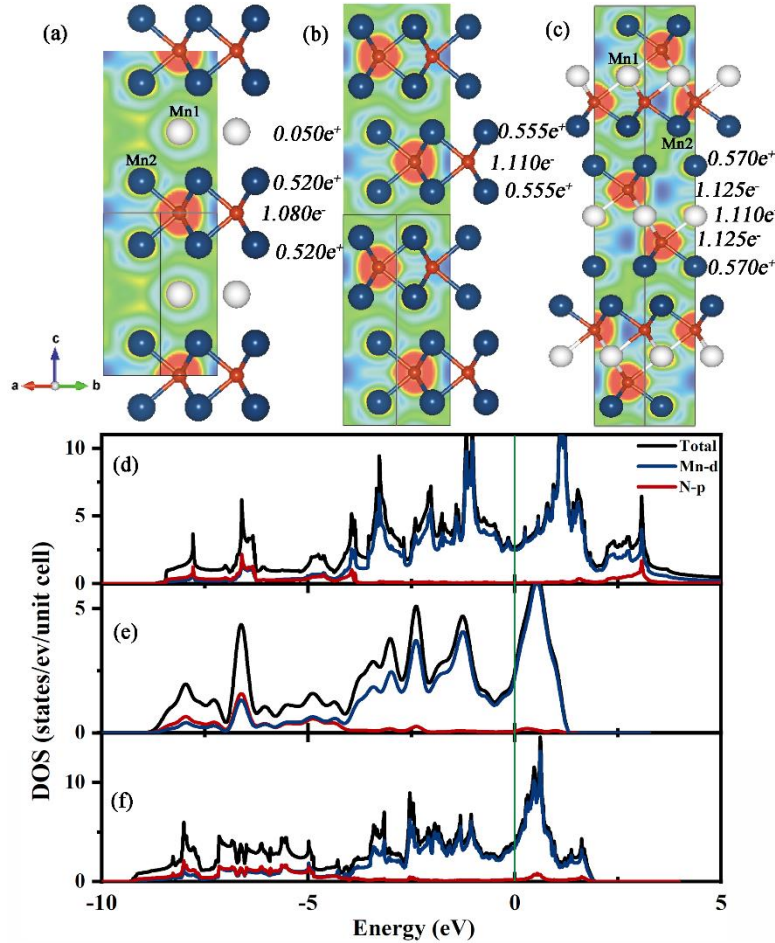 (a)
Mn1
0.050e+
Mn2
0.520e+
1.080e-
0.520e+
c
a
b
(b)
0.555e+
1.110e-
0.555e+
(c)
Mn1
Mn2
0.570e+
1.125e-
1.110e-
1.125e-
0.570e+
DOS (states/ev/unit cell)
10
5
0
(d)
Total
Mn-d
N-p
5
0
(e)
10
0
(f)
-10
-5
0
5
Energy (eV)